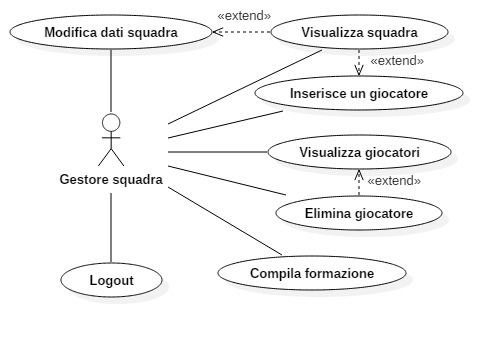 «extend»
Modifica dati squadra
Visualizza squadra
«extend»
Inserisce un giocatore
Visualizza giocatori
Gestore squadra
«extend»
Elimina giocatore
Logout
Compila formazione